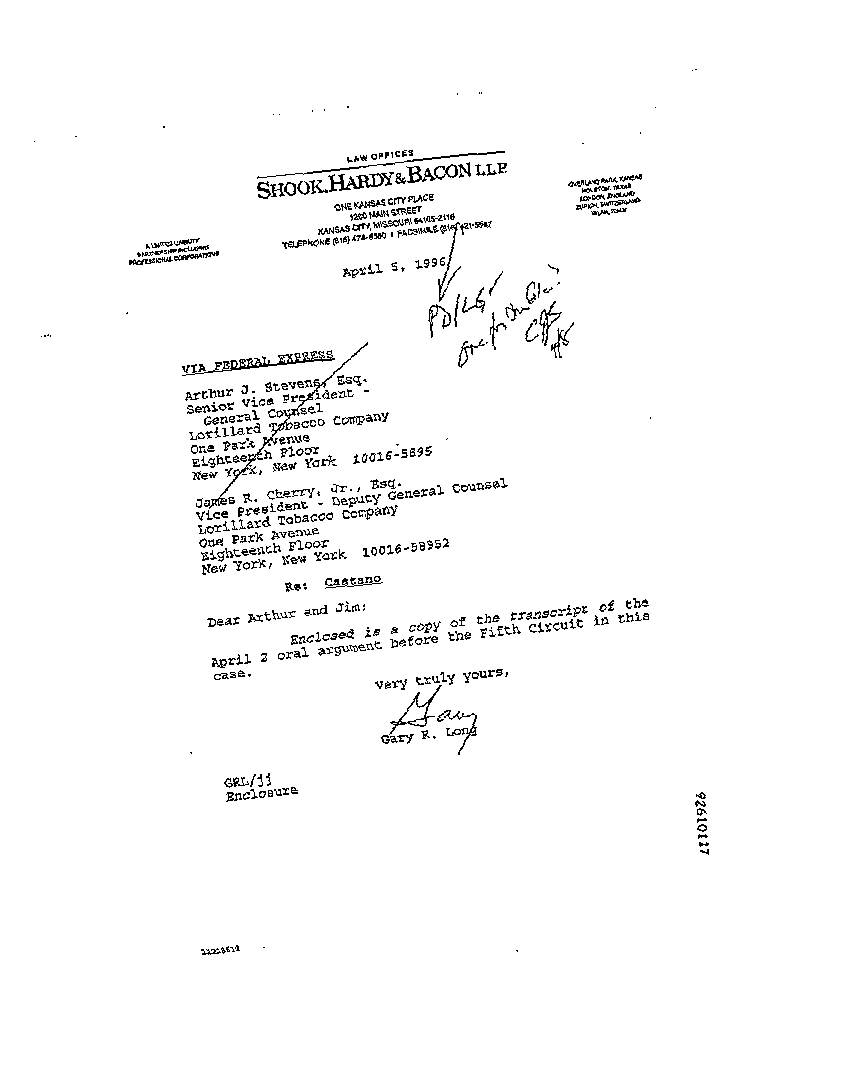 LAW OFFICES
SHOOK, HARDY & BACON L.L.P.
ONE KANSAS CITY PLACE
1200 MAIN STREET
KANSAS CITY, MISSOURI 64105-2118
TELEPHONE (816) 474-6550 | FACSIMILE (816) 421-5547
OVERLAND PARK, KANSAS
HOUSTON, TEXAS
LONDON, ENGLAND
ZURICH, SWITZERLAND
MILAN, ITALY
A LIMITED LIABILITY
PARTNERSHIP INCLUDING
PROFESSIONAL CORPORATIONS
April 5, 1996
PD/LG
one for
VIA FEDERAL EXPRESS
Arthur J. Stevens, Esq.
Senior Vice President -
General Counsel
Lorillard Tobacco Company
One Park Avenue
Eighteenth Floor
New York, New York 10016-5895
James R. Cherry, Jr., Esq.
Vice President - Deputy General Counsel
Lorillard Tobacco Company
One Park Avenue
Eighteenth Floor
New York, New York 10016-58952
Re: Castano
Dear Arthur and Jim:
Enclosed is a copy of the transcript of the
April 2 oral argument before the Fifth Circuit in this
case.
Very truly yours,
Gary
Gary R. Long
GRL/jj
Enclosure
92610117